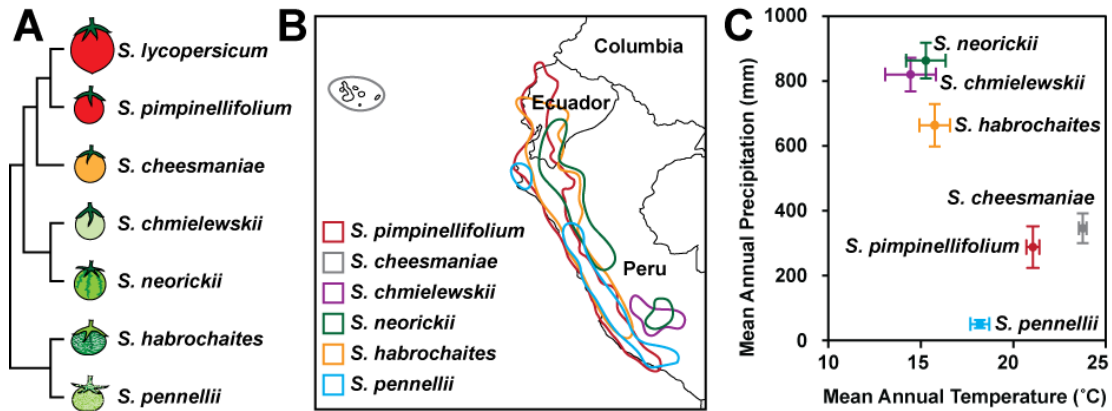 A
S. lycopersicum
S. pimpinellifolium
S. cheesmaniae
S. chmielewskii
S. neorickii
S. habrochaites
S. pennellii
B
Columbia
Ecuador
Peru
S. pimpinellifolium
S. cheesmaniae
S. chmielewskii
S. neorickii
S. habrochaites
S. pennellii
C
Mean Annual Precipitation (mm)
1000
800
600
400
200
0
S. neorickii
S. chmielewskii
S. habrochaites
S. cheesmaniae
S. pimpinellifolium
S. pennellii
10 15 20 25
Mean Annual Temperature (˚C)